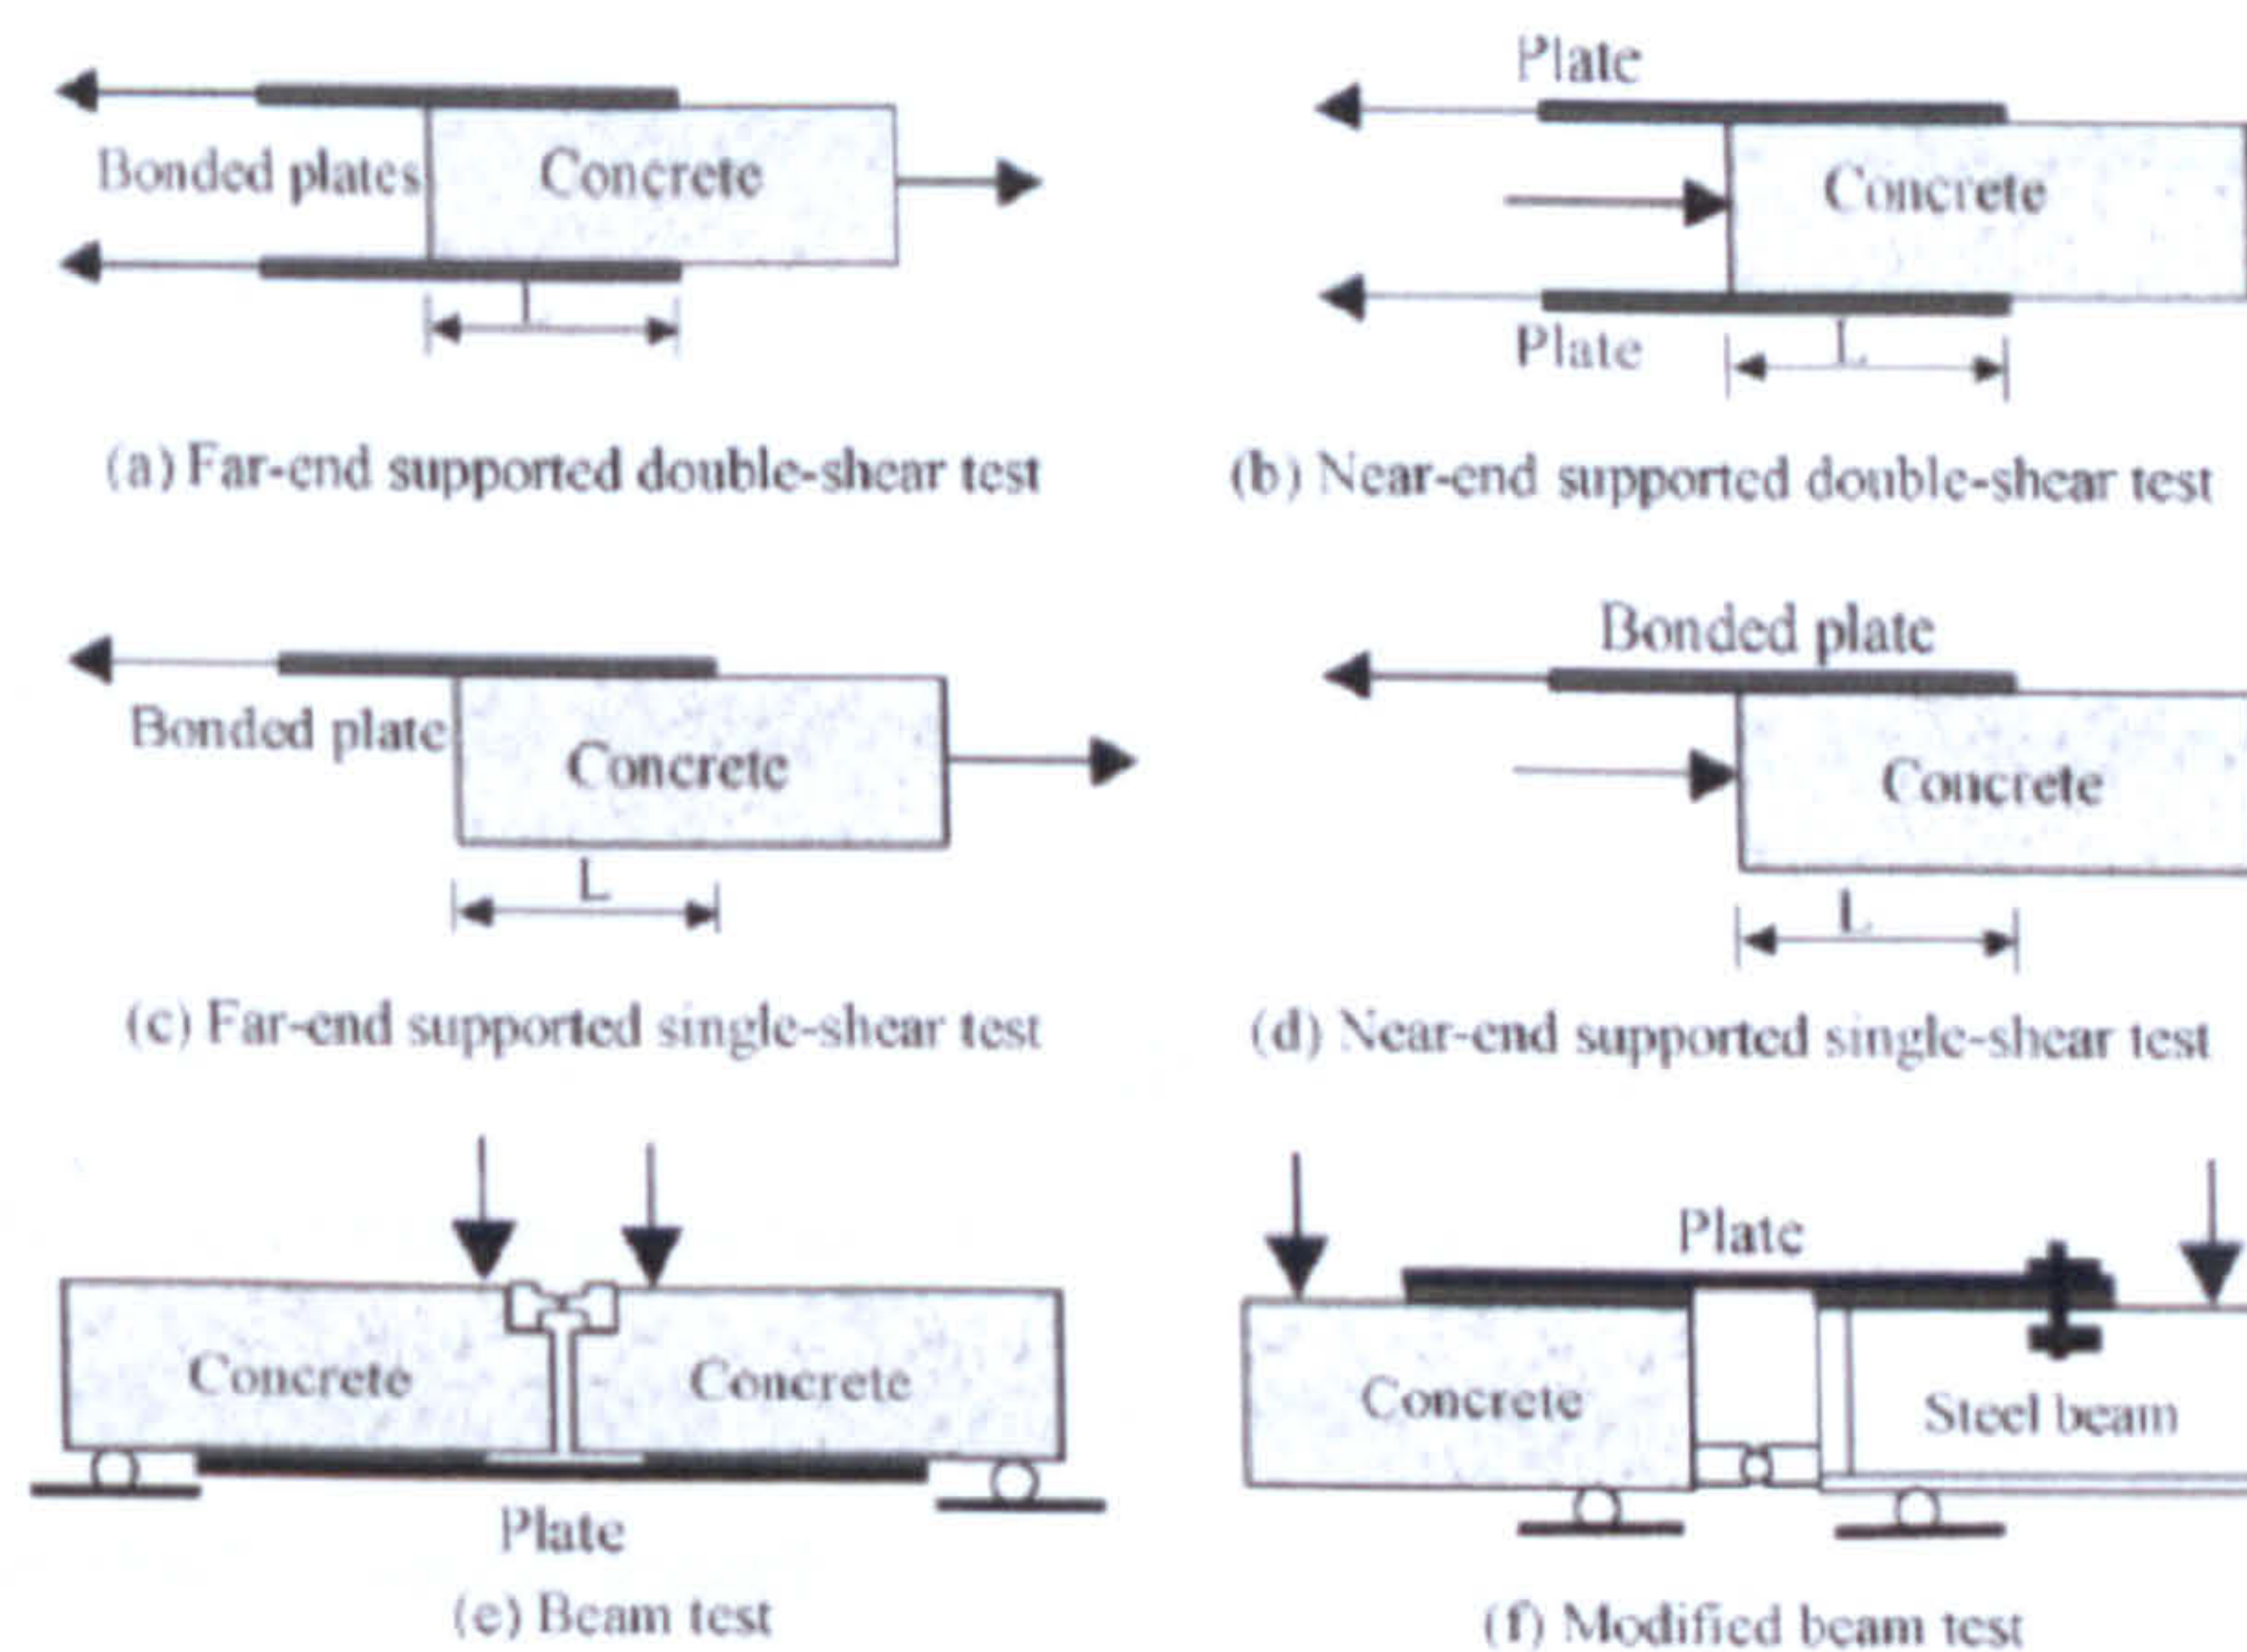 Plate
Bonded plates
Concrete
Concrete
L
Plate
L
(a) Far-end supported double-shear test
(b) Near-end supported double-shear test
Bonded plate
Bonded plate
Concrete
Concrete
L
L
(c) Far-end supported single-shear test
(d) Near-end supported single-shear test
Plate
Concrete
Concrete
Concrete
Steel beam
Plate
(e) Beam test
(f) Modified beam test